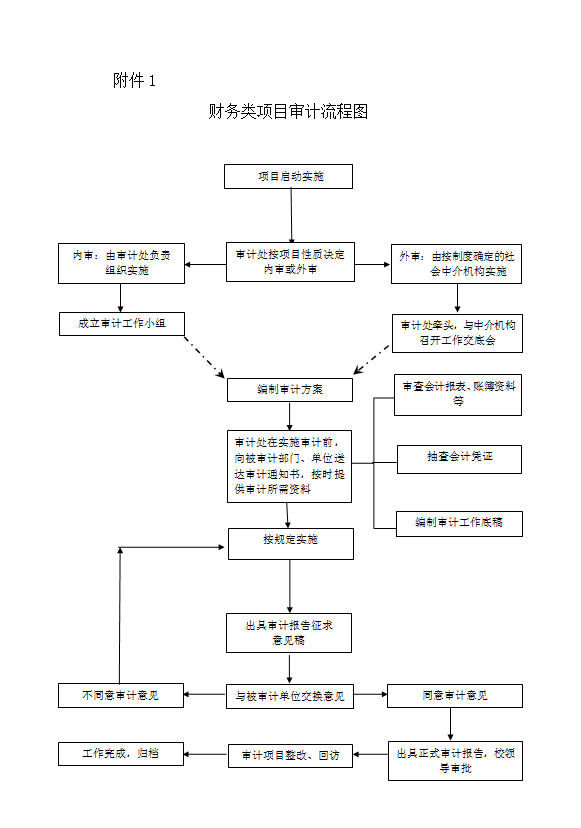 附件 1
财务类项目审计流程图
项目启动实施
内审：由审计处负责
组织实施
审计处按项目性质决定
内审或外审
外审：由按制度确定的社
会中介机构实施
成立审计工作小组
审计处牵头，与中介机构
召开工作交底会
编制审计方案
审查会计报表、账簿资料
等
审计处在实施审计前，
向被审计部门、单位送
达审计通知书，按时提
供审计所需资料
抽查会计凭证
编制审计工作底稿
按规定实施
出具审计报告征求
意见稿
不同意审计意见
与被审计单位交换意见
同意审计意见
工作完成，归档
审计项目整改、回访
出具正式审计报告，校领
导审批